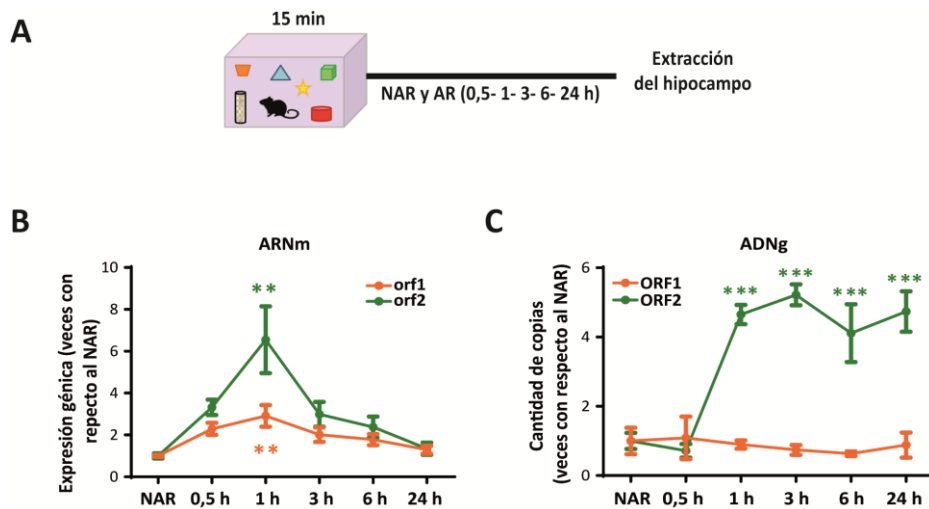 A
15 min
NAR y AR (0,5- 1- 3- 6- 24 h)
Extracción
del hipocampo
B
ARNm
Expresión génica (veces con
repecto al NAR)
10
8
6
4
2
0
**
**
orf1
orf2
NAR 0,5 h 1 h 3 h 6 h 24 h
C
ADNg
Cantidad de copias
(veces con respecto al NAR)
6
4
2
0
ORF1
ORF2
*** *** *** ***
NAR 0,5 h 1 h 3 h 6 h 24 h